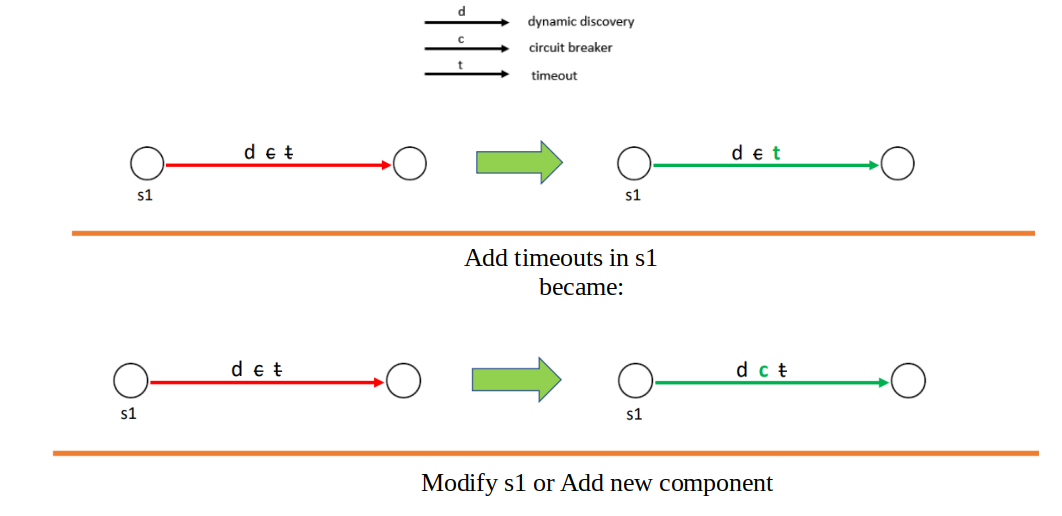 d
dynamic discovery
c
circuit breaker
t
timeout
d c̶ t̶
d c̶ t
s1
s1
Add timeouts in s1
became:
d c̶ t̶
d c t̶
s1
s1
Modify s1 or Add new component